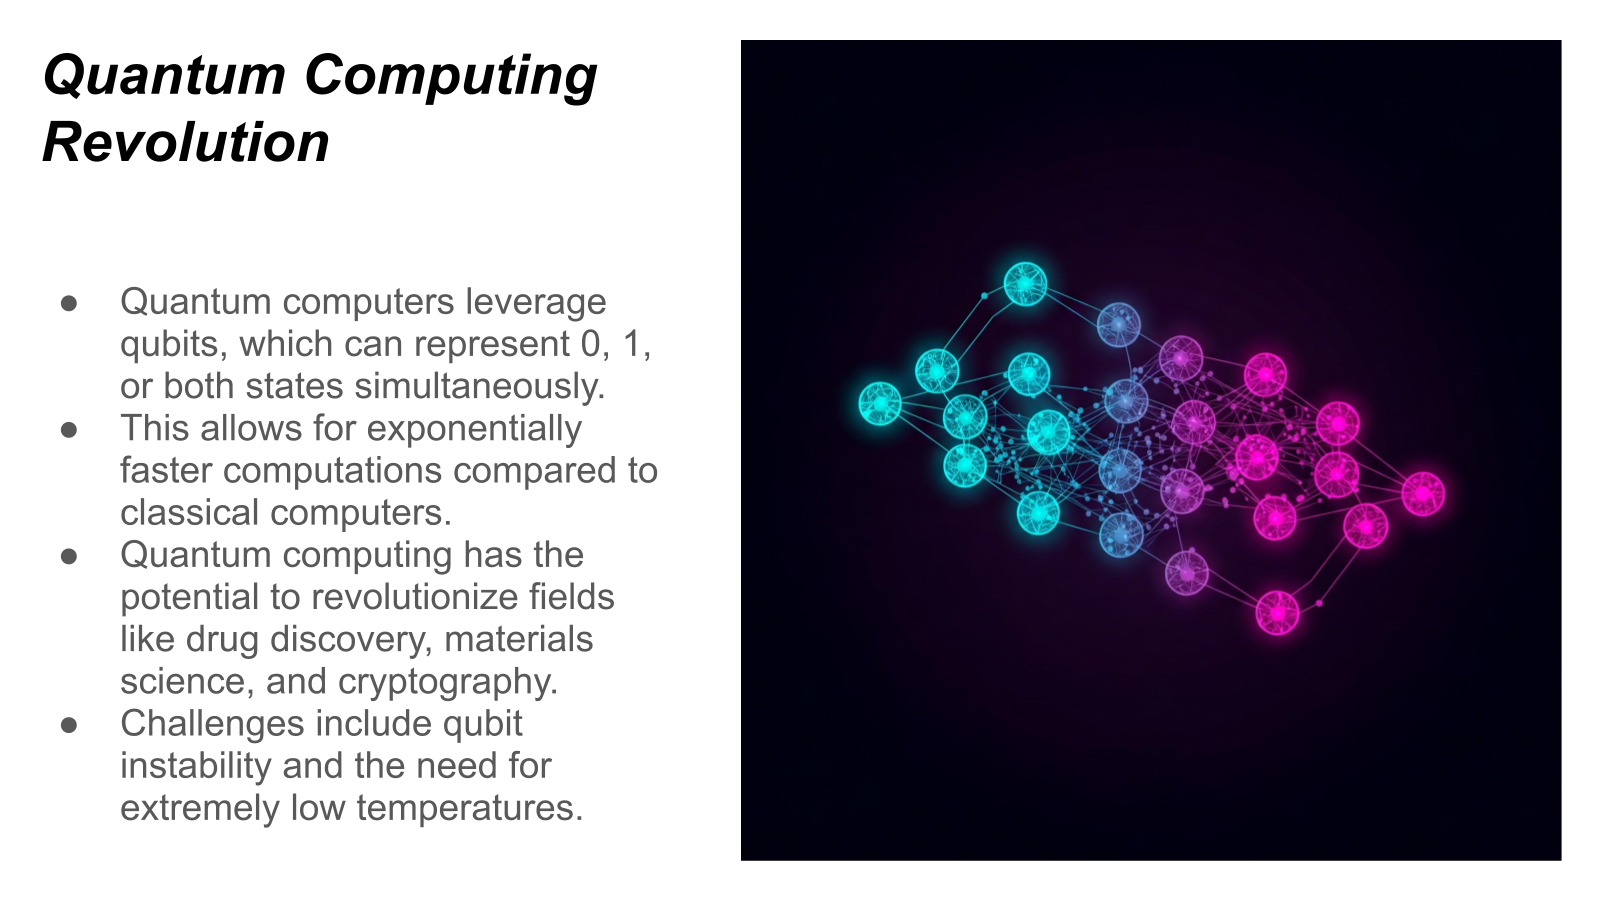 Quantum Computing
Revolution
● Quantum computers leverage
qubits, which can represent 0, 1,
or both states simultaneously.
● This allows for exponentially
faster computations compared to
classical computers.
● Quantum computing has the
potential to revolutionize fields
like drug discovery, materials
science, and cryptography.
● Challenges include qubit
instability and the need for
extremely low temperatures.